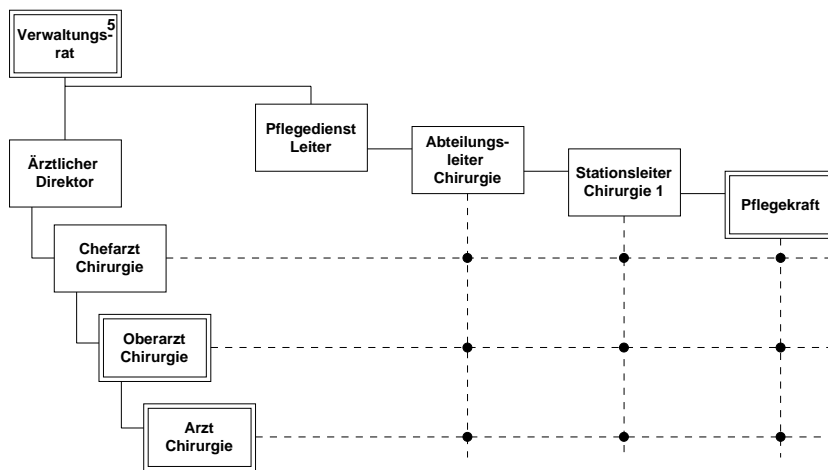 5
Verwaltungs-
rat
Pflegedienst
Leiter
Abteilungs-
leiter
Chirurgie
Ärztlicher
Direktor
Stationsleiter
Chirurgie 1
Pflegekraft
Chefarzt
Chirurgie
Oberarzt
Chirurgie
Arzt
Chirurgie